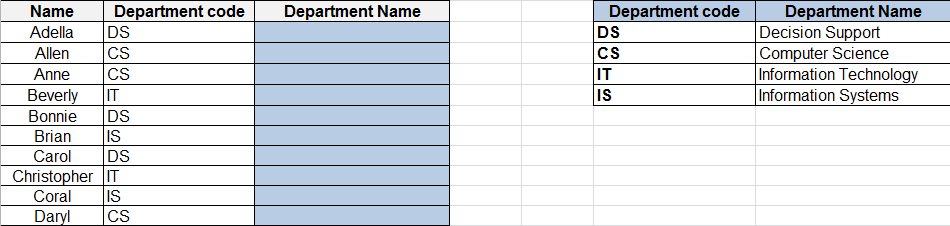 Name Department code Department Name Department code Department Name
Adella DS DS Decision Support
Allen CS CS Computer Science
Anne CS IT Information Technology
Beverly IT IS Information Systems
Bonnie DS
Brian IS
Carol DS
Christopher IT
Coral IS
Daryl CS